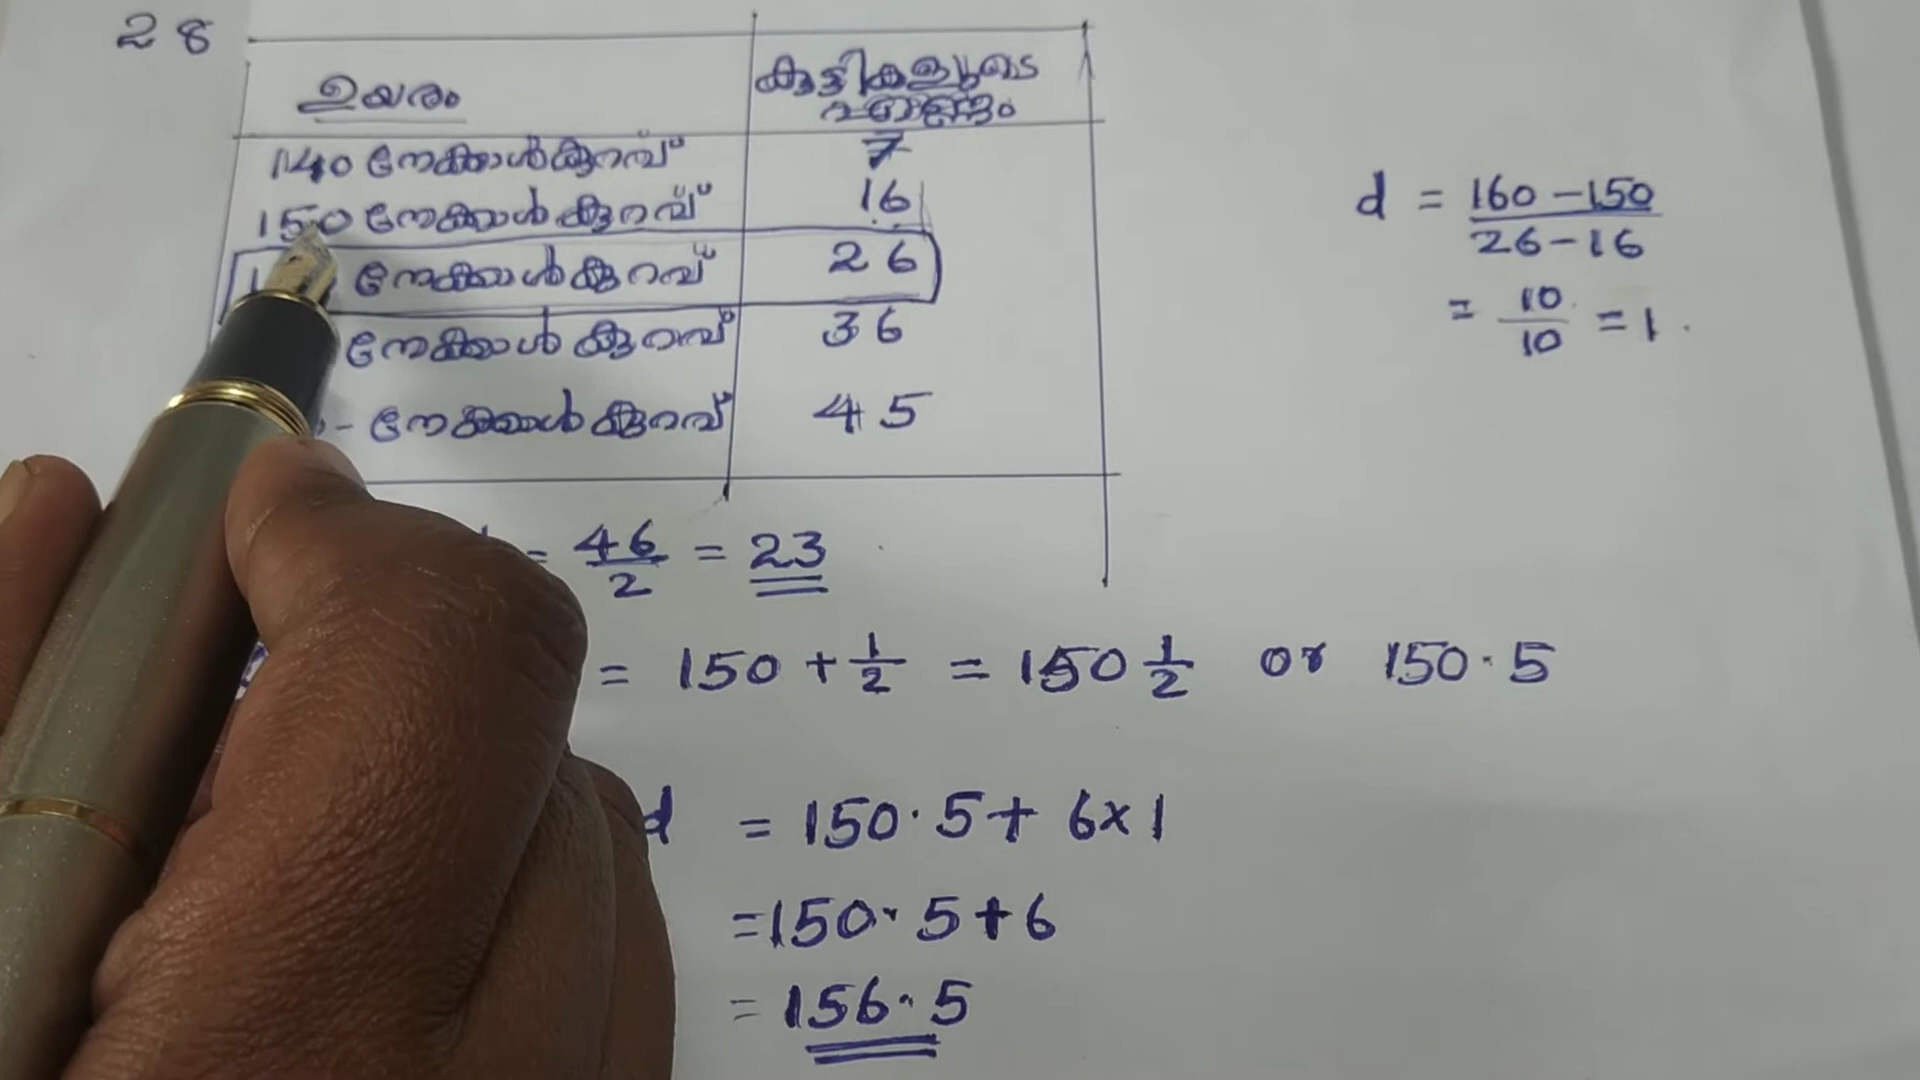 28
ഉയരം
കുട്ടികളുടെ
എണ്ണം
140 നേക്കാൾ കുറവ് 7
150 നേക്കാൾ കുറവ് 16
നേക്കാൾ കുറവ് 26
നേക്കാൾ കുറവ് 36
- നേക്കാൾ കുറവ് 45
d = 160 - 150 / 26 - 16
= 10/10 = 1.
= 46/2 = 23
= 150 + 1/2 = 150 1/2 or 150.5
d = 150.5 + 6 x 1
= 150.5 + 6
= 156.5